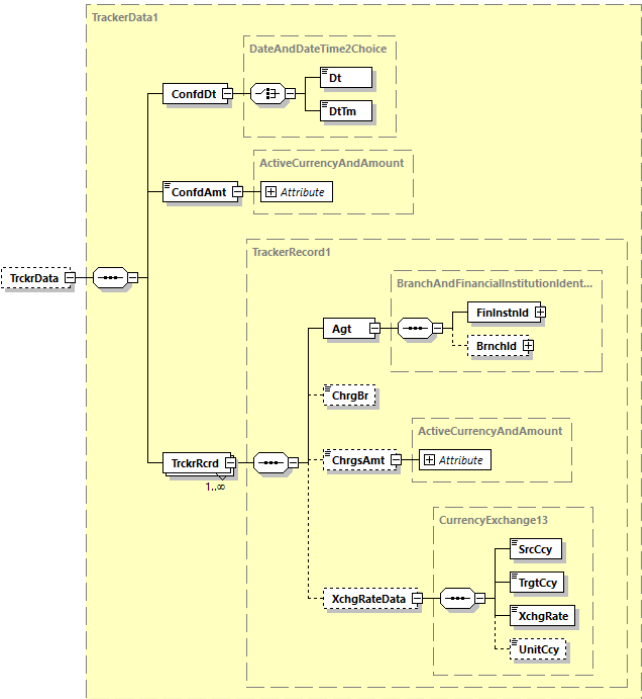 TrackerData1
DateAndDateTime2Choice
Dt
ConfdDt
DtTm
ActiveCurrencyAndAmount
ConfdAmt
Attribute
TrackerRecord1
TrckrData
BranchAndFinancialInstitutionIdent...
FinInstnId
Agt
BrnchId
ChrgBr
ActiveCurrencyAndAmount
TrckrRcrd
ChrgsAmt
Attribute
1..∞
CurrencyExchange13
SrcCcy
TrgtCcy
XchgRateData
XchgRate
UnitCcy